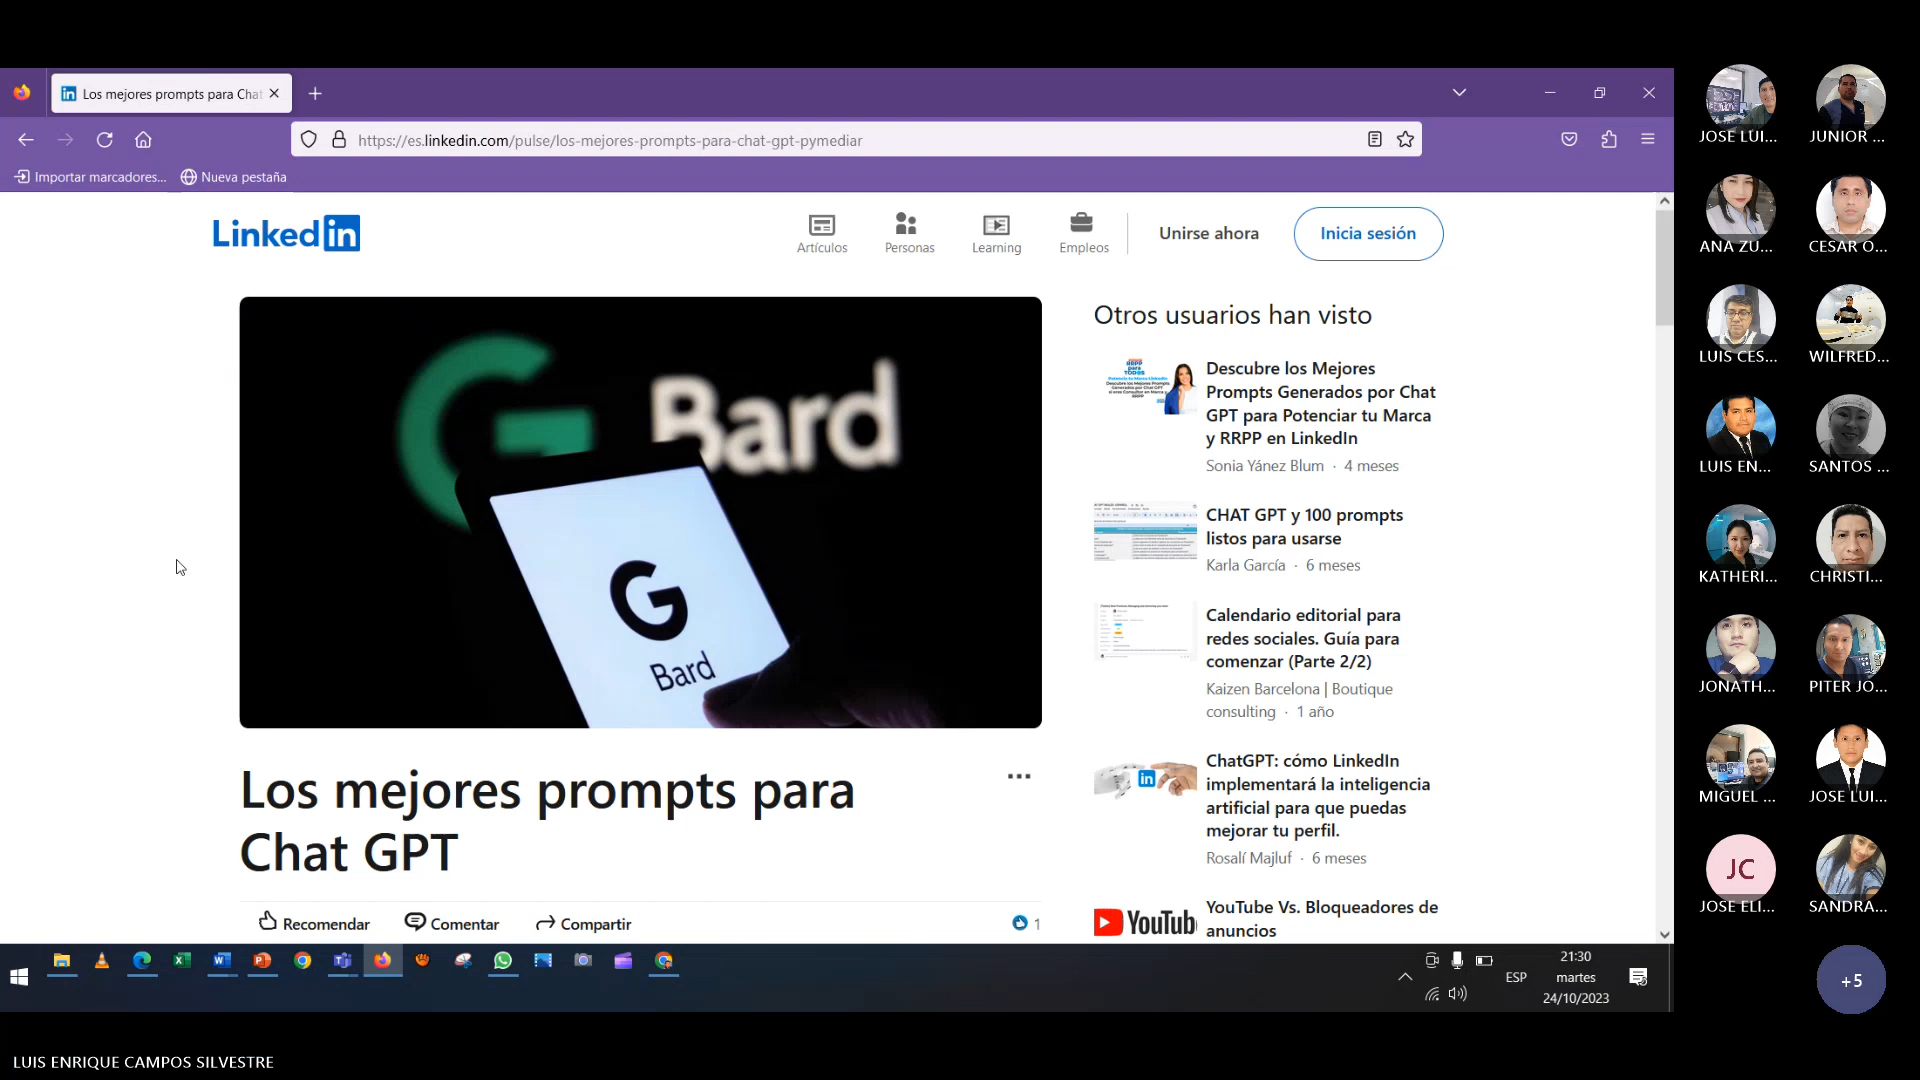 Los mejores prompts para Chat
https://es.linkedin.com/pulse/los-mejores-prompts-para-chat-gpt-pymediar
Importar marcadores...
Nueva pestaña
Linked in
Artículos
Personas
Learning
Empleos
Unirse ahora
Inicia sesión
Bard
G
Bard
Los mejores prompts para
Chat GPT
Recomendar
Comentar
Compartir
1
Otros usuarios han visto
Descubre los Mejores
Prompts Generados por Chat
GPT para Potenciar tu Marca
y RRPP en LinkedIn
Sonia Yánez Blum · 4 meses
CHAT GPT y 100 prompts
listos para usarse
Karla García · 6 meses
Calendario editorial para
redes sociales. Guía para
comenzar (Parte 2/2)
Kaizen Barcelona | Boutique
consulting · 1 año
ChatGPT: cómo LinkedIn
implementará la inteligencia
artificial para que puedas
mejorar tu perfil.
Rosalí Majluf · 6 meses
YouTube
YouTube Vs. Bloqueadores de
anuncios
ESP
21:30
martes
24/10/2023
JOSE LUI...
JUNIOR ...
ANA ZU...
CESAR O...
LUIS CES...
WILFRED...
LUIS EN...
SANTOS ...
KATHERI...
CHRISTI...
JONATH...
PITER JO...
MIGUEL ...
JOSE LUI...
JC
JOSE ELI...
SANDRA...
+5
LUIS ENRIQUE CAMPOS SILVESTRE